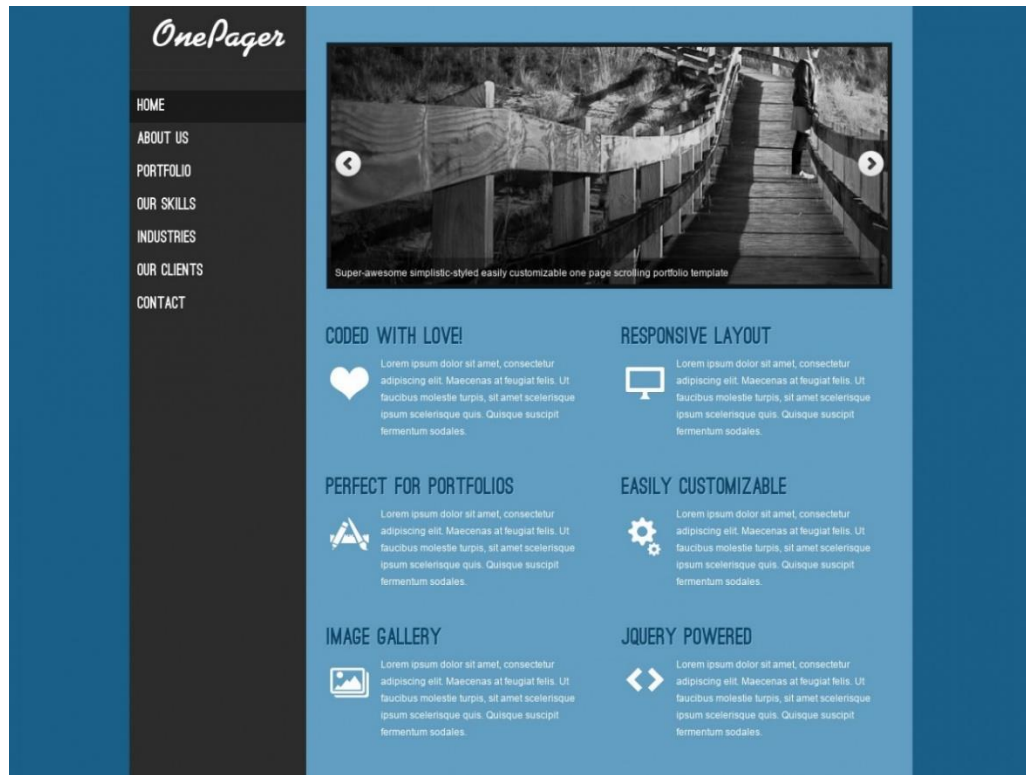 OnePager
HOME
ABOUT US
PORTFOLIO
OUR SKILLS
INDUSTRIES
OUR CLIENTS
CONTACT
Super-awesome simplistic-styled easily customizable one page scrolling portfolio template
CODED WITH LOVE!
Lorem ipsum dolor sit amet, consectetur
adipiscing elit. Maecenas at feugiat felis. Ut
faucibus molestie turpis, sit amet scelerisque
ipsum scelerisque quis. Quisque suscipit
fermentum sodales.
RESPONSIVE LAYOUT
Lorem ipsum dolor sit amet, consectetur
adipiscing elit. Maecenas at feugiat felis. Ut
faucibus molestie turpis, sit amet scelerisque
ipsum scelerisque quis. Quisque suscipit
fermentum sodales.
PERFECT FOR PORTFOLIOS
Lorem ipsum dolor sit amet, consectetur
adipiscing elit. Maecenas at feugiat felis. Ut
faucibus molestie turpis, sit amet scelerisque
ipsum scelerisque quis. Quisque suscipit
fermentum sodales.
EASILY CUSTOMIZABLE
Lorem ipsum dolor sit amet, consectetur
adipiscing elit. Maecenas at feugiat felis. Ut
faucibus molestie turpis, sit amet scelerisque
ipsum scelerisque quis. Quisque suscipit
fermentum sodales.
IMAGE GALLERY
Lorem ipsum dolor sit amet, consectetur
adipiscing elit. Maecenas at feugiat felis. Ut
faucibus molestie turpis, sit amet scelerisque
ipsum scelerisque quis. Quisque suscipit
fermentum sodales.
JQUERY POWERED
Lorem ipsum dolor sit amet, consectetur
adipiscing elit. Maecenas at feugiat felis. Ut
faucibus molestie turpis, sit amet scelerisque
ipsum scelerisque quis. Quisque suscipit
fermentum sodales.